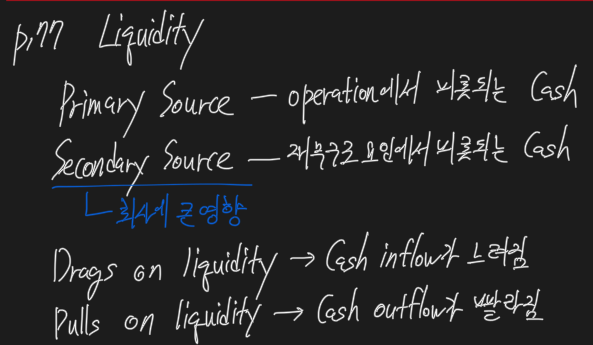 p.77 Liquidity
Primary Source — operation에서 비롯되는 Cash
Secondary Source — 재무구조 요인에서 비롯되는 Cash
회사에 큰 영향
Drags on liquidity → Cash inflow가 느려짐
Pulls on liquidity → Cash outflow가 빨라짐